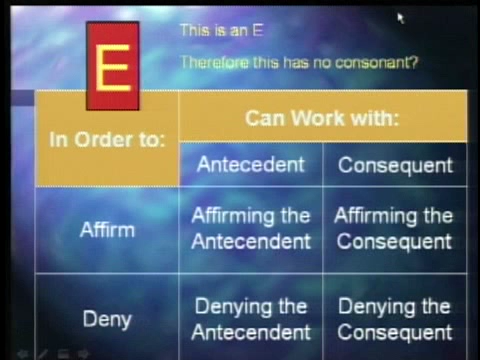 E
This is an E
Therefore this has no consonant?
In Order to:
Can Work with:
Antecedent
Consequent
Affirm
Affirming the
Antecendent
Affirming the
Consequent
Deny
Denying the
Antecendent
Denying the
Consequent